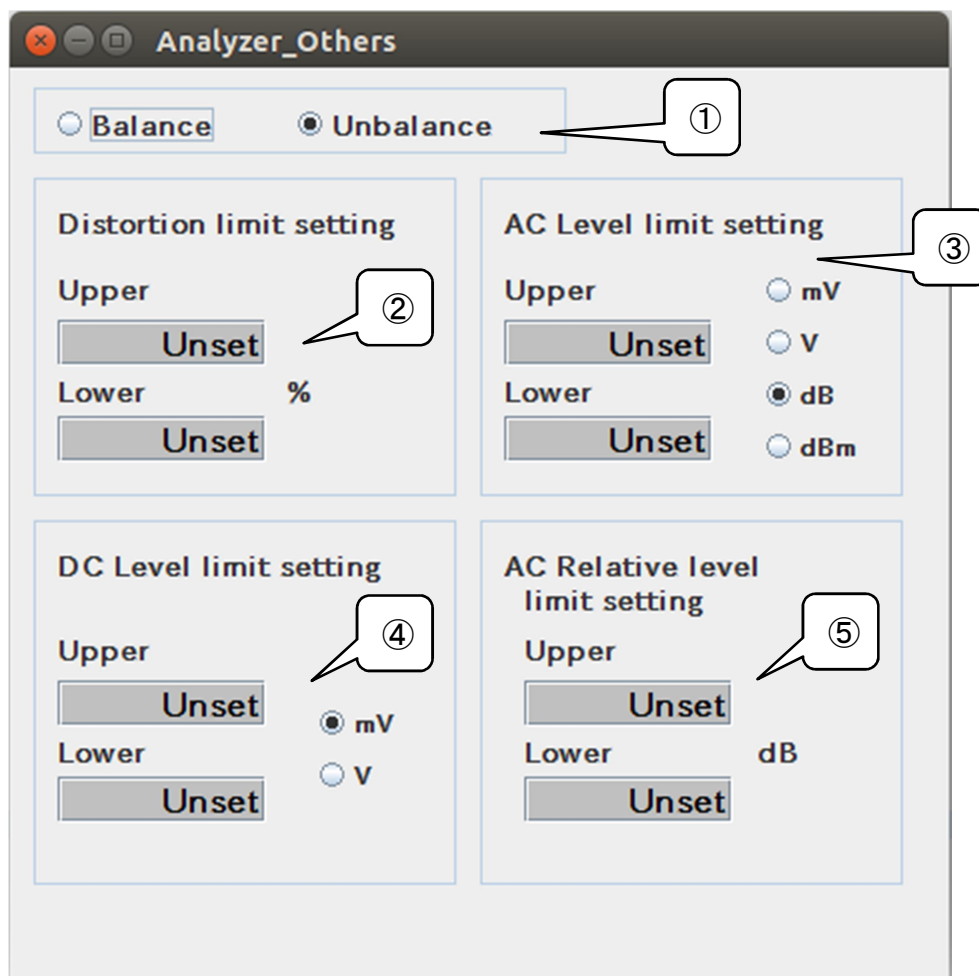 Analyzer_Others
Balance Unbalance
①
Distortion limit setting
Upper
②
Unset
Lower %
Unset
AC Level limit setting
③
Upper mV
Unset V
Lower dB
Unset dBm
DC Level limit setting
④
Upper
Unset mV
Lower V
Unset
AC Relative level
limit setting
⑤
Upper
Unset
Lower dB
Unset